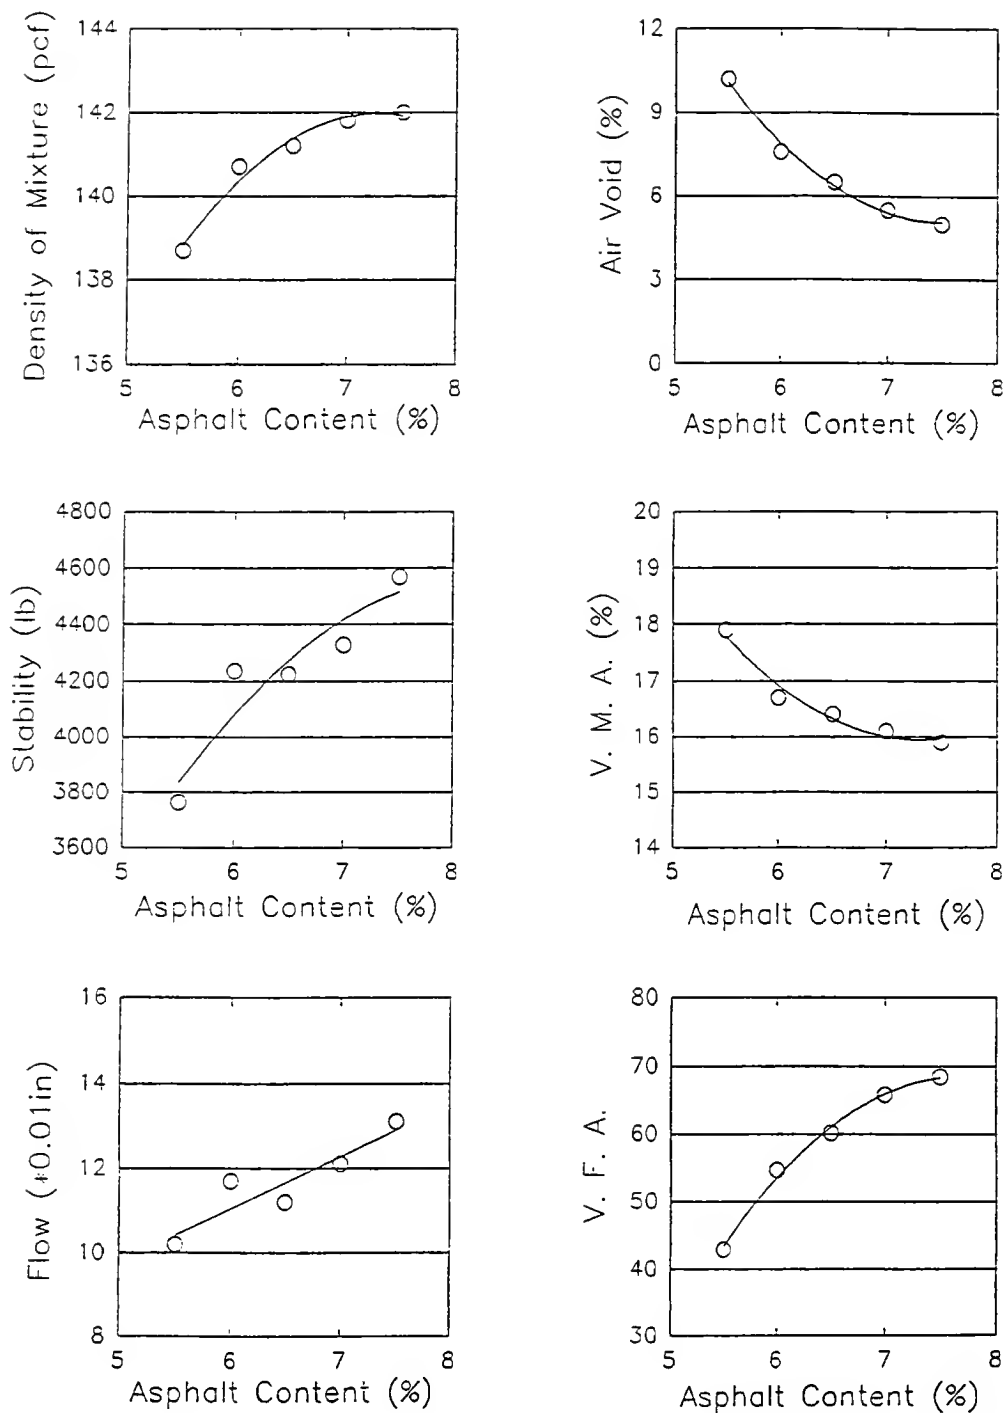 Density of Mixture (pcf)
144
142
140
138
136
5 6 7 8
Asphalt Content (%)
Air Void (%)
12
9
6
3
0
5 6 7 8
Asphalt Content (%)
Stability (lb)
4800
4600
4400
4200
4000
3800
3600
5 6 7 8
Asphalt Content (%)
V. M. A. (%)
20
19
18
17
16
15
14
5 6 7 8
Asphalt Content (%)
Flow (*0.01in)
16
14
12
10
8
5 6 7 8
Asphalt Content (%)
V. F. A.
80
70
60
50
40
30
5 6 7 8
Asphalt Content (%)